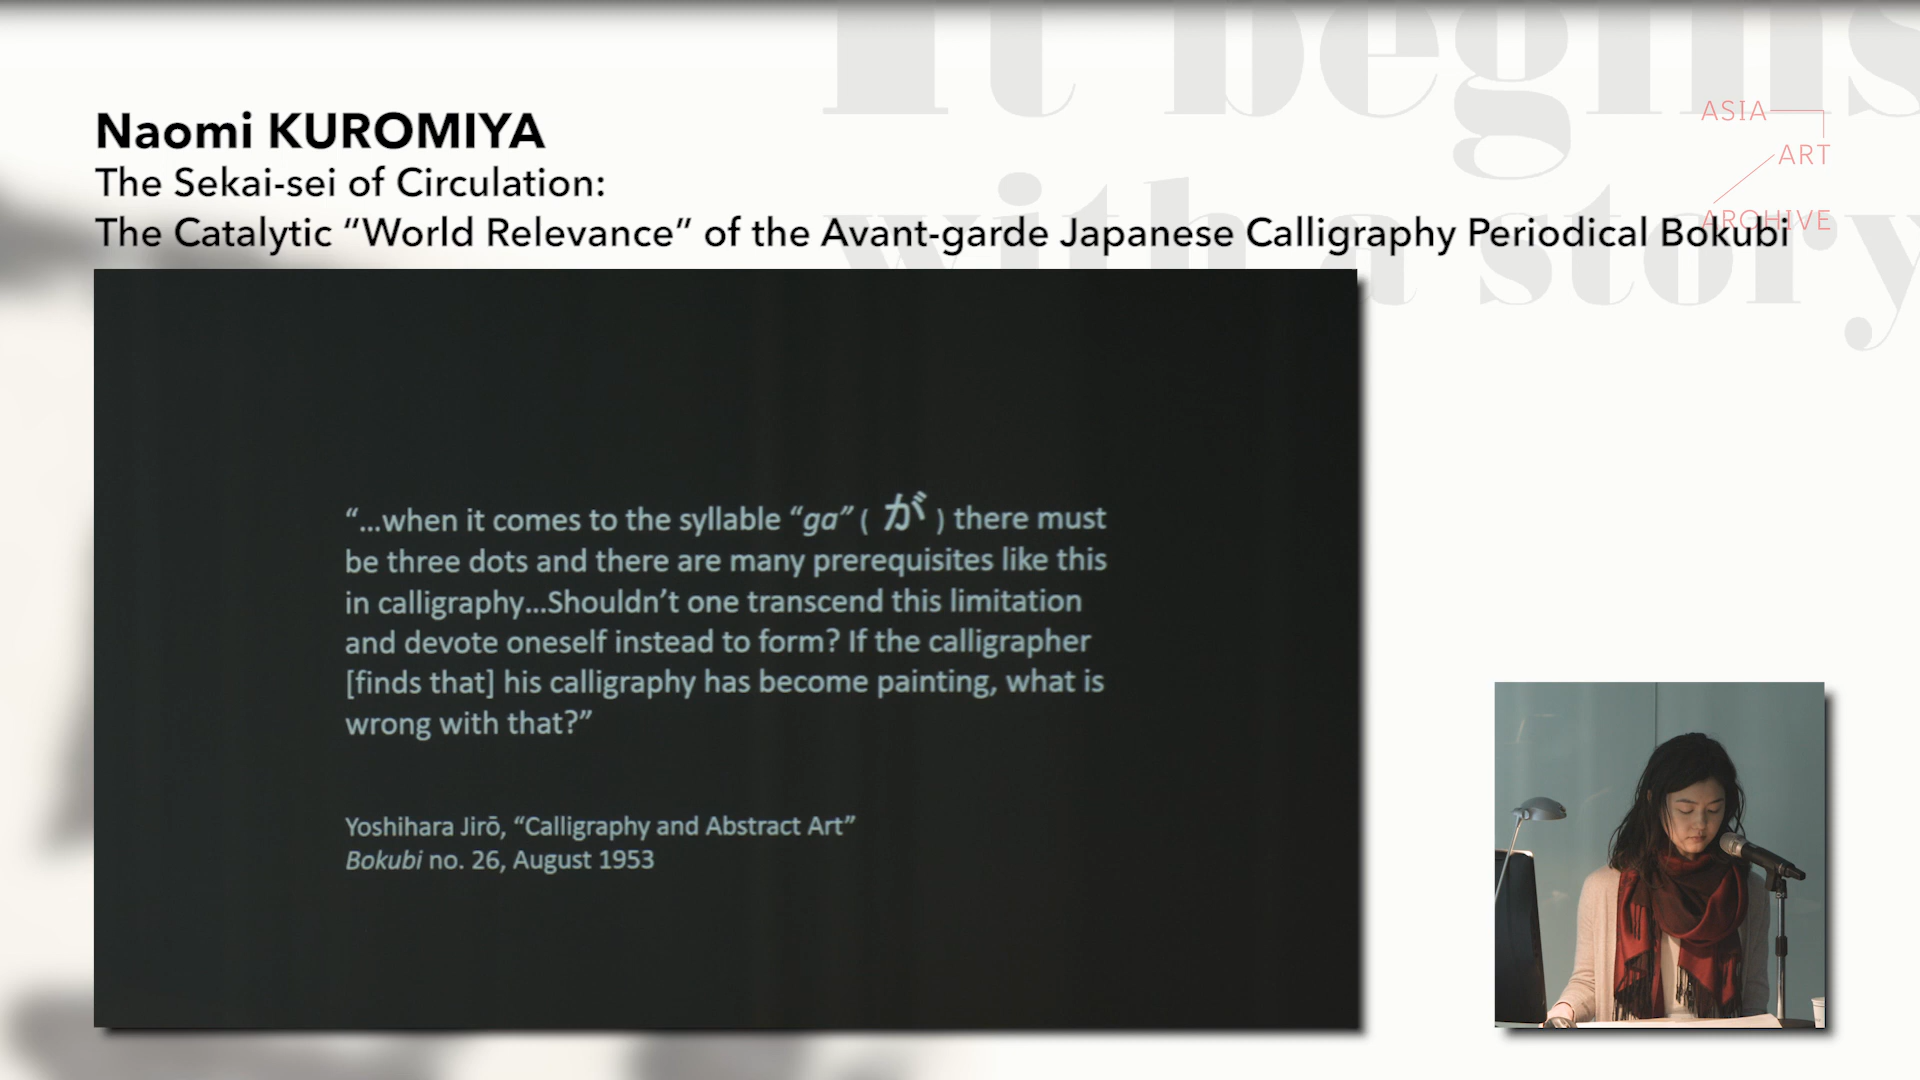 It begins
with a story
ASIA
ART
ARCHIVE
Naomi KUROMIYA
The Sekai-sei of Circulation:
The Catalytic “World Relevance” of the Avant-garde Japanese Calligraphy Periodical Bokubi
“...when it comes to the syllable “ga” ( が ) there must
be three dots and there are many prerequisites like this
in calligraphy...Shouldn’t one transcend this limitation
and devote oneself instead to form? If the calligrapher
[finds that] his calligraphy has become painting, what is
wrong with that?”
Yoshihara Jirō, “Calligraphy and Abstract Art”
Bokubi no. 26, August 1953